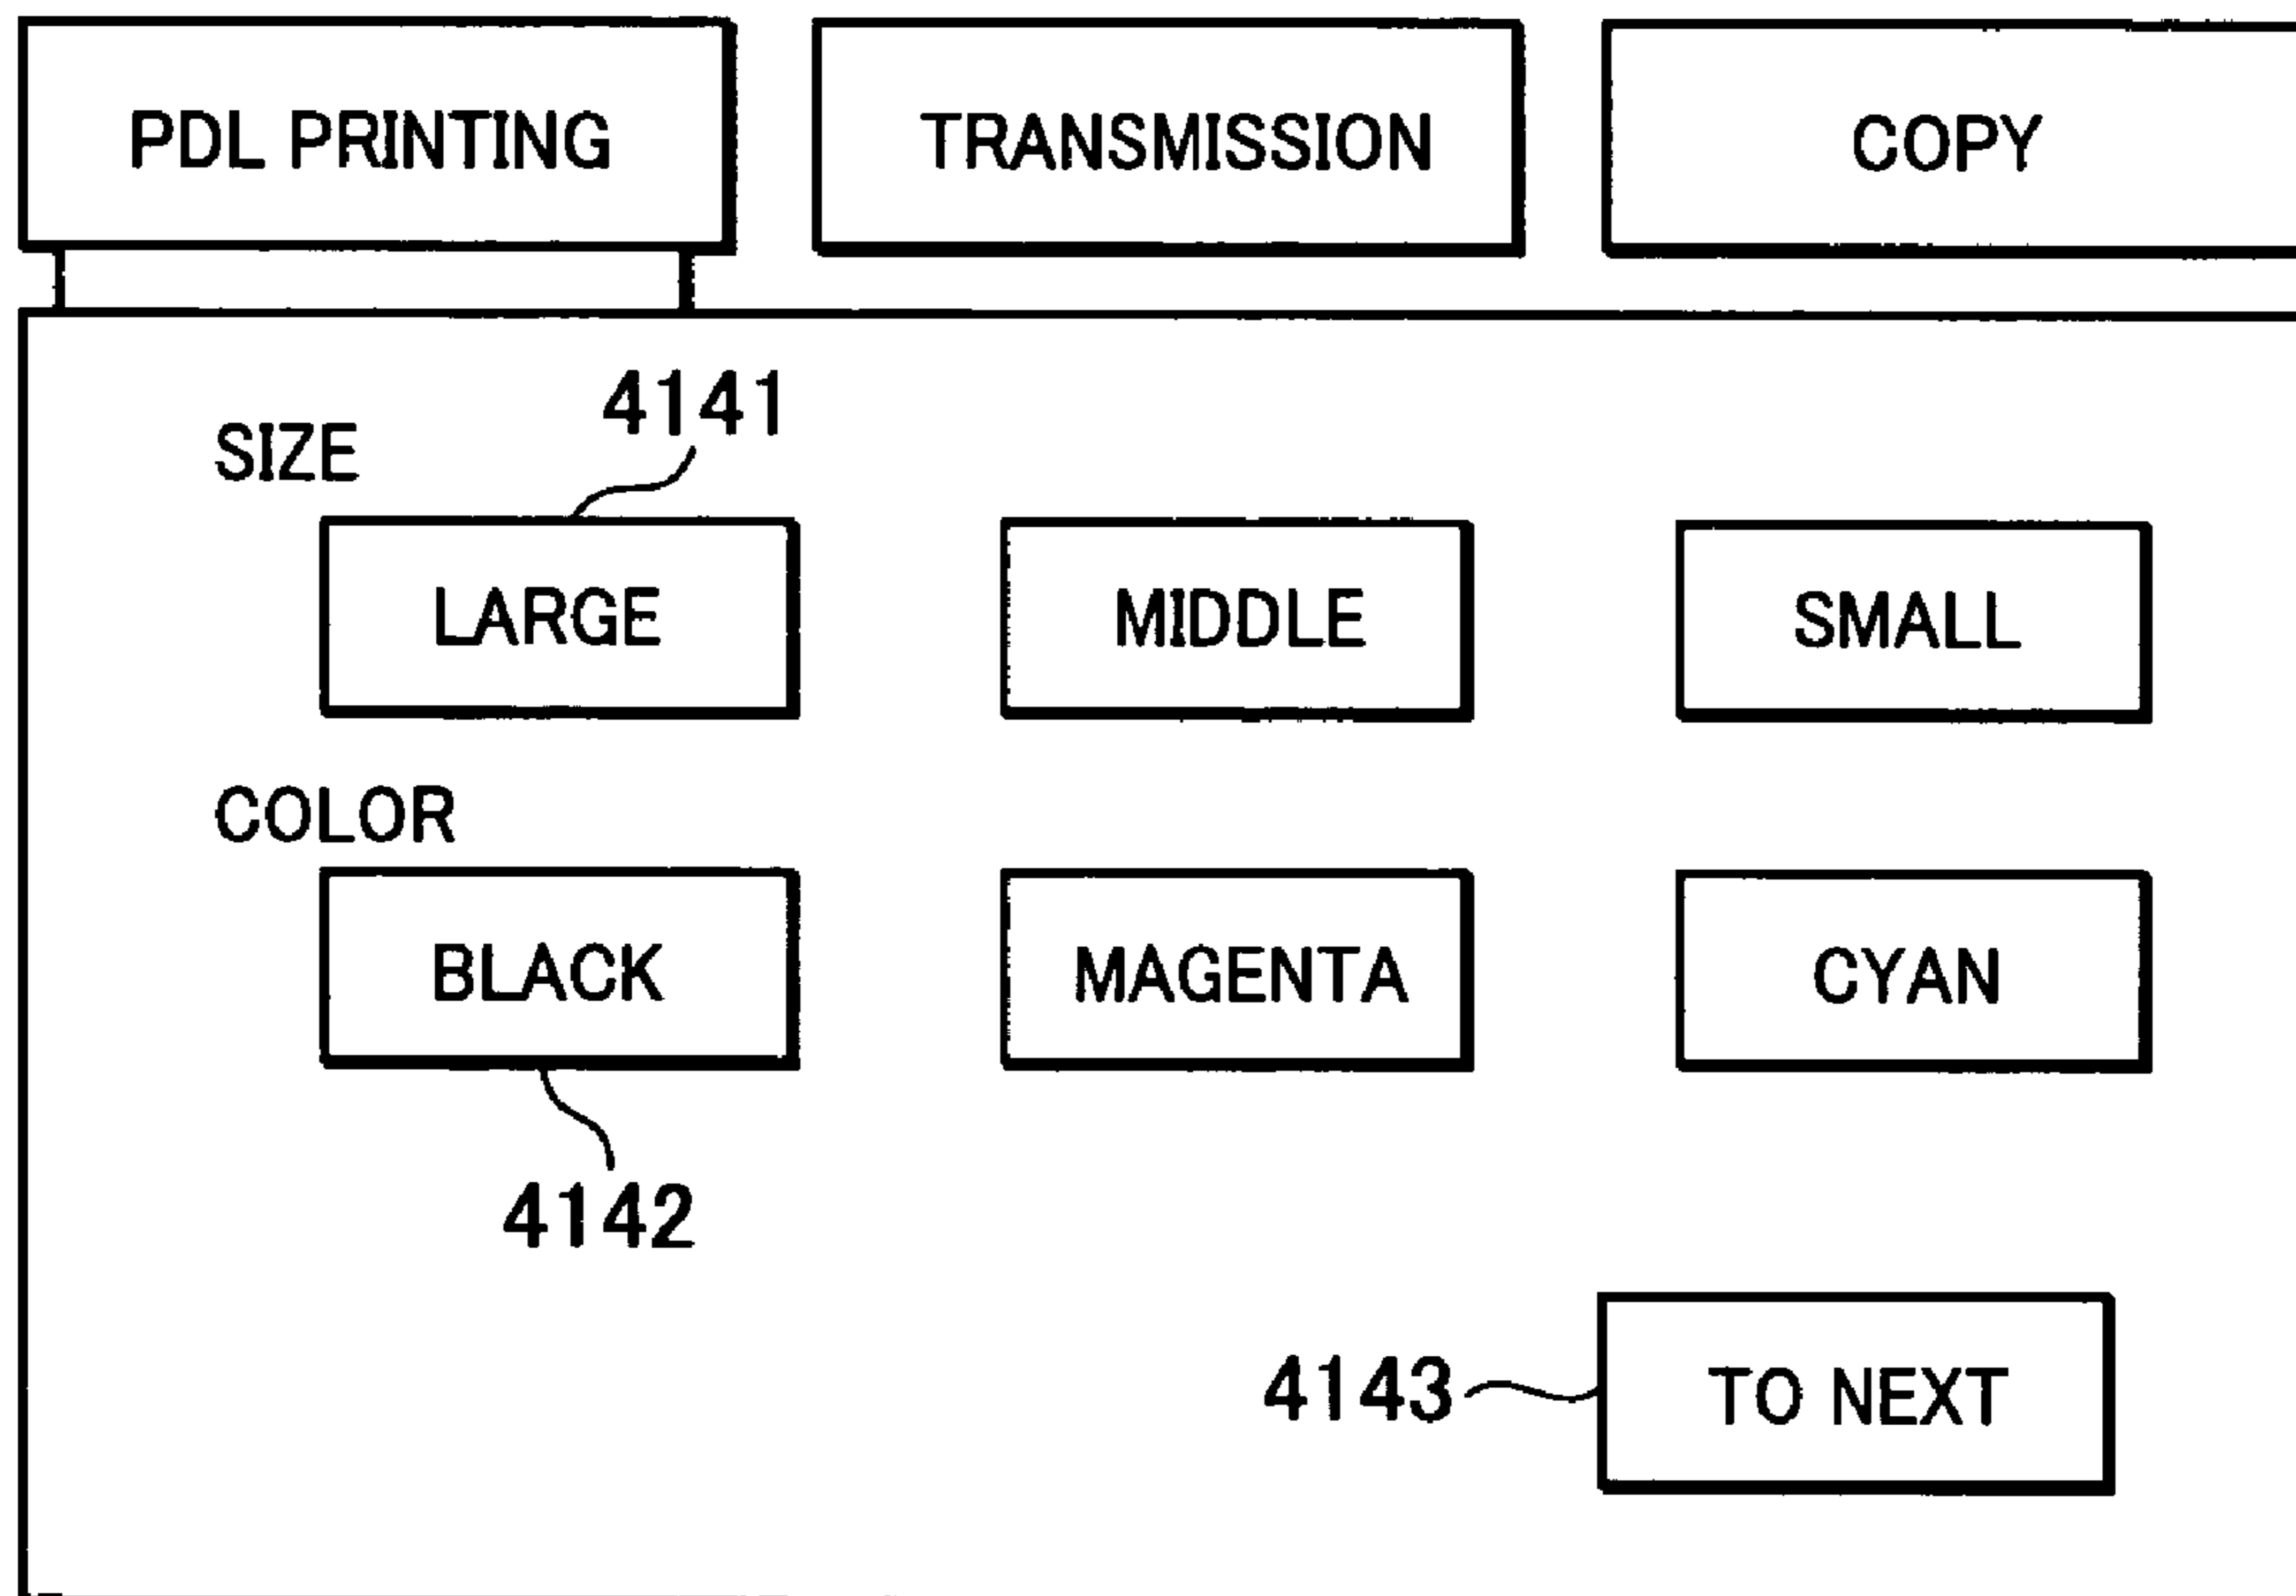 PDL PRINTING TRANSMISSION COPY
4141
SIZE
LARGE MIDDLE SMALL
COLOR
BLACK MAGENTA CYAN
4142
4143 TO NEXT